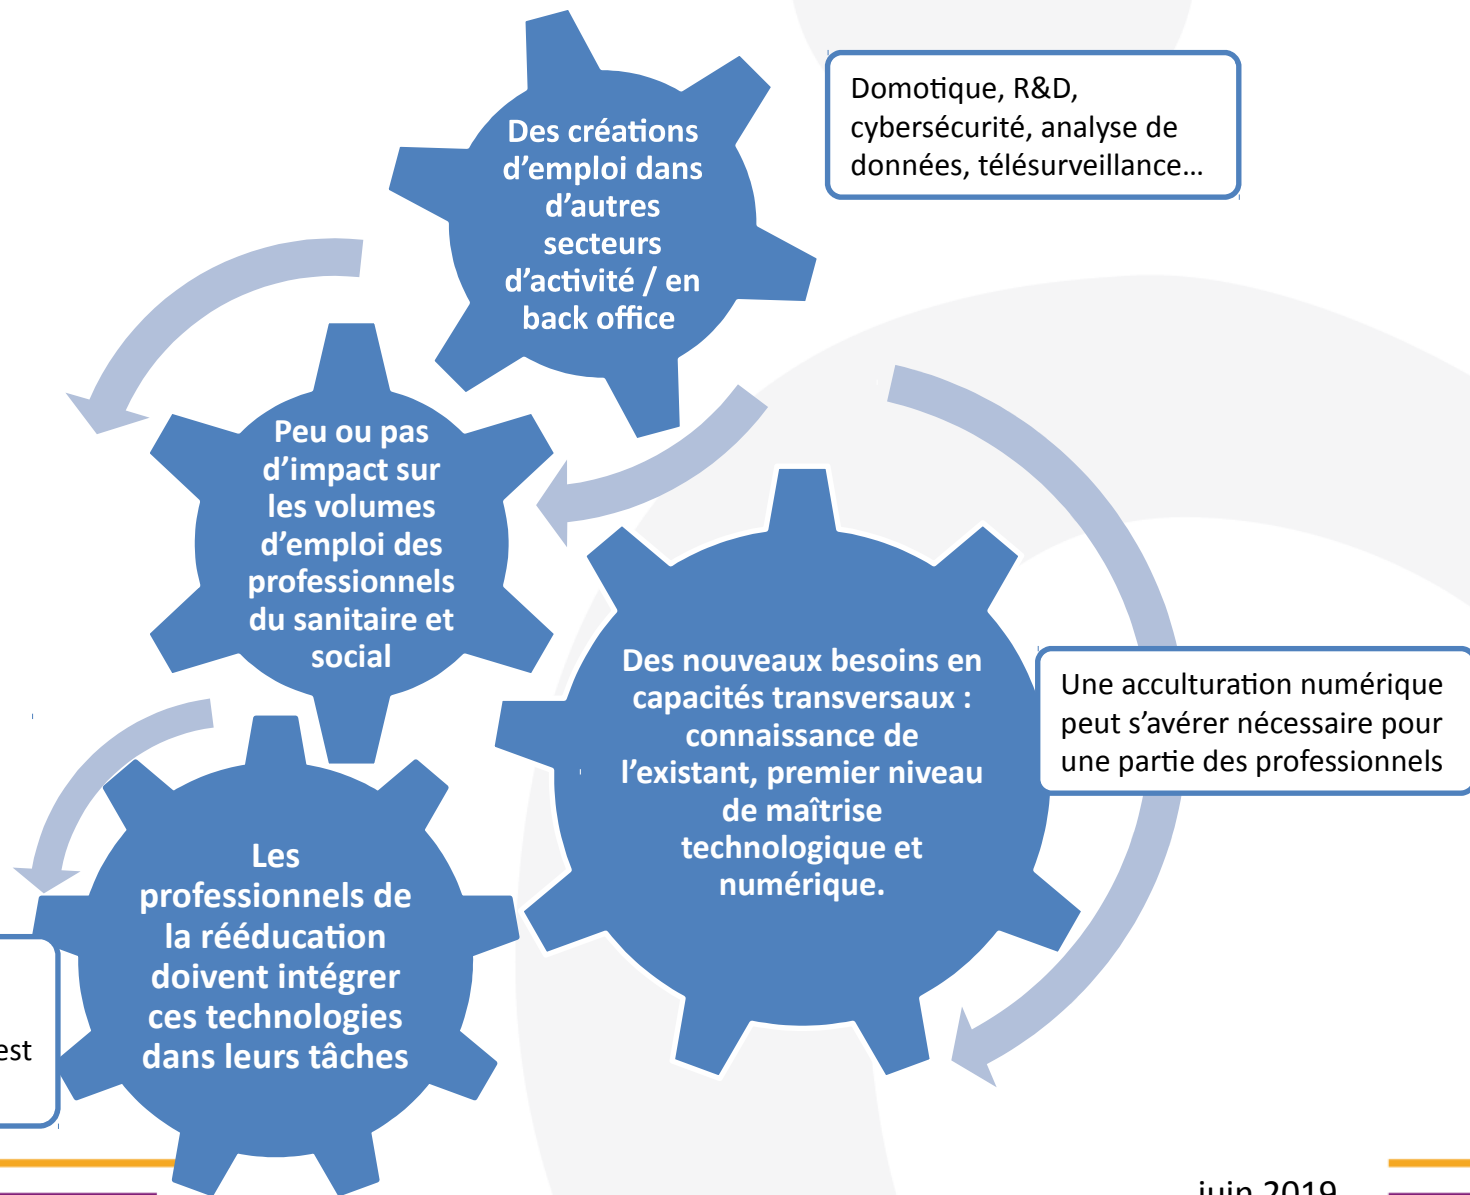 Des créations
d’emploi dans
d’autres
secteurs
d’activité / en
back office
Domotique, R&D,
cybersécurité, analyse de
données, télésurveillance…
Peu ou pas
d’impact sur
les volumes
d’emploi des
professionnels
du sanitaire et
social
Des nouveaux besoins en
capacités transversaux :
connaissance de
l’existant, premier niveau
de maîtrise
technologique et
numérique.
Une acculturation numérique
peut s’avérer nécessaire pour
une partie des professionnels
Les
professionnels de
la rééducation
doivent intégrer
ces technologies
dans leurs tâches
est
juin 2019